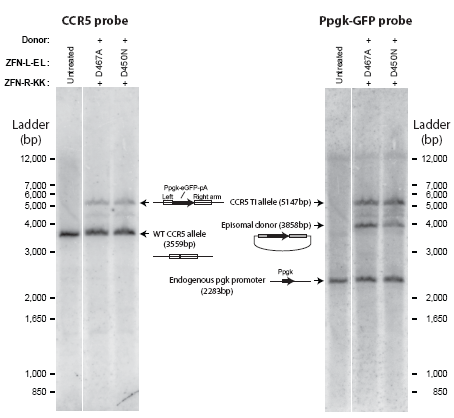 CCR5 probe
Ppgk-GFP probe
Donor: + +
+ +
ZFN-L-EL: Untreated D467A D450N
Untreated D467A D450N
ZFN-R-KK: + +
+ +
Ladder (bp)
Ladder (bp)
12,000
7,000
6,000
5,000
4,000
3,000
2,000
1,650
1,000
850
Ppgk-eGFP-pA
Left Right arm
CCR5 TI allele (5147bp)
WT CCR5 allele
(3559bp)
Episomal donor (3858bp)
Ppgk
Endogenous pgk promoter
(2283bp)
12,000
7,000
6,000
5,000
4,000
3,000
2,000
1,650
1,000
850